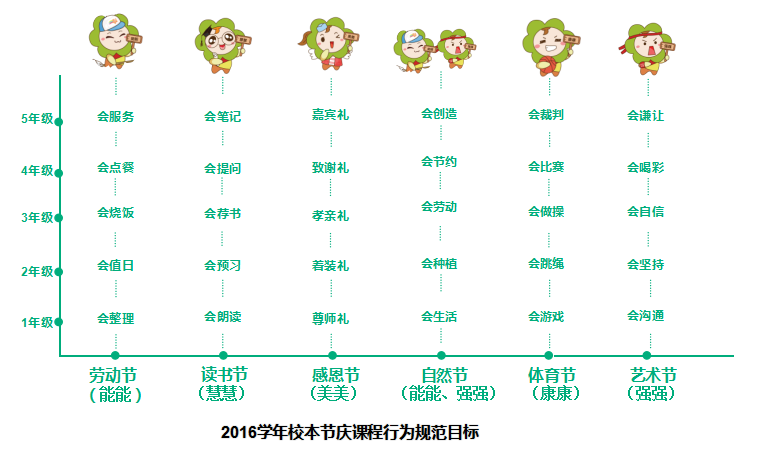 5年级 会服务 会笔记 嘉宾礼 会创造 会裁判 会谦让
4年级 会点餐 会提问 致谢礼 会节约 会比赛 会喝彩
3年级 会烧饭 会荐书 孝亲礼 会劳动 会做操 会自信
2年级 会值日 会预习 着装礼 会种植 会跳绳 会坚持
1年级 会整理 会朗读 尊师礼 会生活 会游戏 会沟通
劳动节 读书节 感恩节 自然节 体育节 艺术节
（能能） （慧慧） （美美） （能能、强强） （康康） （强强）
2016学年校本节庆课程行为规范目标